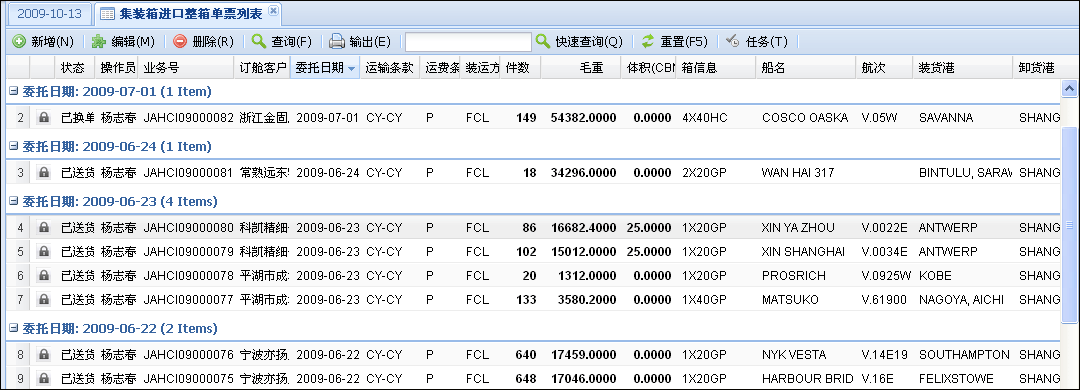 2009-10-13 集装箱进口整箱单票列表
新增(N) 编辑(M) 删除(R) 查询(F) 输出(E) 快速查询(Q) 重置(F5) 任务(T)
状态 操作员 业务号 订舱客户 委托日期 运输条款 运费条 装运方 件数 毛重 体积(CBM 箱信息 船名 航次 装货港 卸货港
委托日期: 2009-07-01 (1 Item)
2 已换单 杨志春 JAHCI09000082 浙江金固 2009-07-01 CY-CY P FCL 149 54382.0000 0.0000 4X40HC COSCO OASKA V.05W SAVANNA SHANG
委托日期: 2009-06-24 (1 Item)
3 已送货 杨志春 JAHCI09000081 常熟远东 2009-06-24 CY-CY P FCL 18 34296.0000 0.0000 2X20GP WAN HAI 317 BINTULU, SARAW SHANG
委托日期: 2009-06-23 (4 Items)
4 已送货 杨志春 JAHCI09000080 科凯精细 2009-06-23 CY-CY P FCL 86 16682.4000 25.0000 1X20GP XIN YA ZHOU V.0022E ANTWERP SHANG
5 已送货 杨志春 JAHCI09000079 科凯精细 2009-06-23 CY-CY P FCL 102 15012.0000 25.0000 1X20GP XIN SHANGHAI V.0034E ANTWERP SHANG
6 已送货 杨志春 JAHCI09000078 平湖市成 2009-06-23 CY-CY P FCL 20 1312.0000 0.0000 1X20GP PROSRICH V.0925W KOBE SHANG
7 已送货 杨志春 JAHCI09000077 平湖市成 2009-06-23 CY-CY P FCL 133 3580.2000 0.0000 1X40GP MATSUKO V.61900 NAGOYA, AICHI SHANG
委托日期: 2009-06-22 (2 Items)
8 已送货 杨志春 JAHCI09000076 宁波亦扬 2009-06-22 CY-CY P FCL 640 17459.0000 0.0000 1X20GP NYK VESTA V.14E19 SOUTHAMPTON SHANG
9 已送货 杨志春 JAHCI09000075 宁波亦扬 2009-06-22 CY-CY P FCL 648 17046.0000 0.0000 1X20GP HARBOUR BRID V.16E FELIXSTOWE SHANG